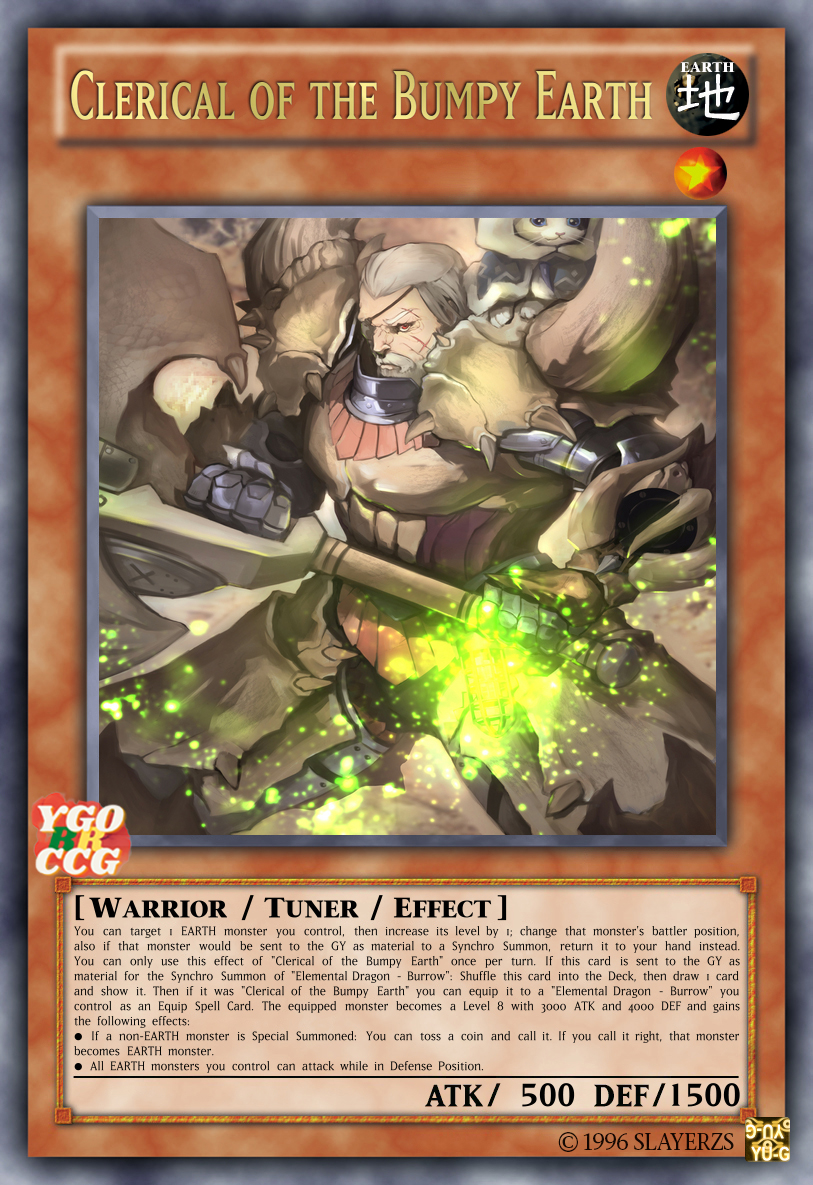 Clerical of the Bumpy Earth
EARTH
地
[ Warrior / Tuner / Effect ]
You can target 1 EARTH monster you control, then increase its level by 1; change that monster's battler position,
also if that monster would be sent to the GY as material to a Synchro Summon, return it to your hand instead.
You can only use this effect of "Clerical of the Bumpy Earth" once per turn. If this card is sent to the GY as
material for the Synchro Summon of "Elemental Dragon - Burrow": Shuffle this card into the Deck, then draw 1 card
and show it. Then if it was "Clerical of the Bumpy Earth" you can equip it to a "Elemental Dragon - Burrow" you
control as an Equip Spell Card. The equipped monster becomes a Level 8 with 3000 ATK and 4000 DEF and gains
the following effects:
● If a non-EARTH monster is Special Summoned: You can toss a coin and call it. If you call it right, that monster
becomes EARTH monster.
● All EARTH monsters you control can attack while in Defense Position.
ATK/ 500 DEF/1500
YGO
CCG
© 1996 SLAYERZS